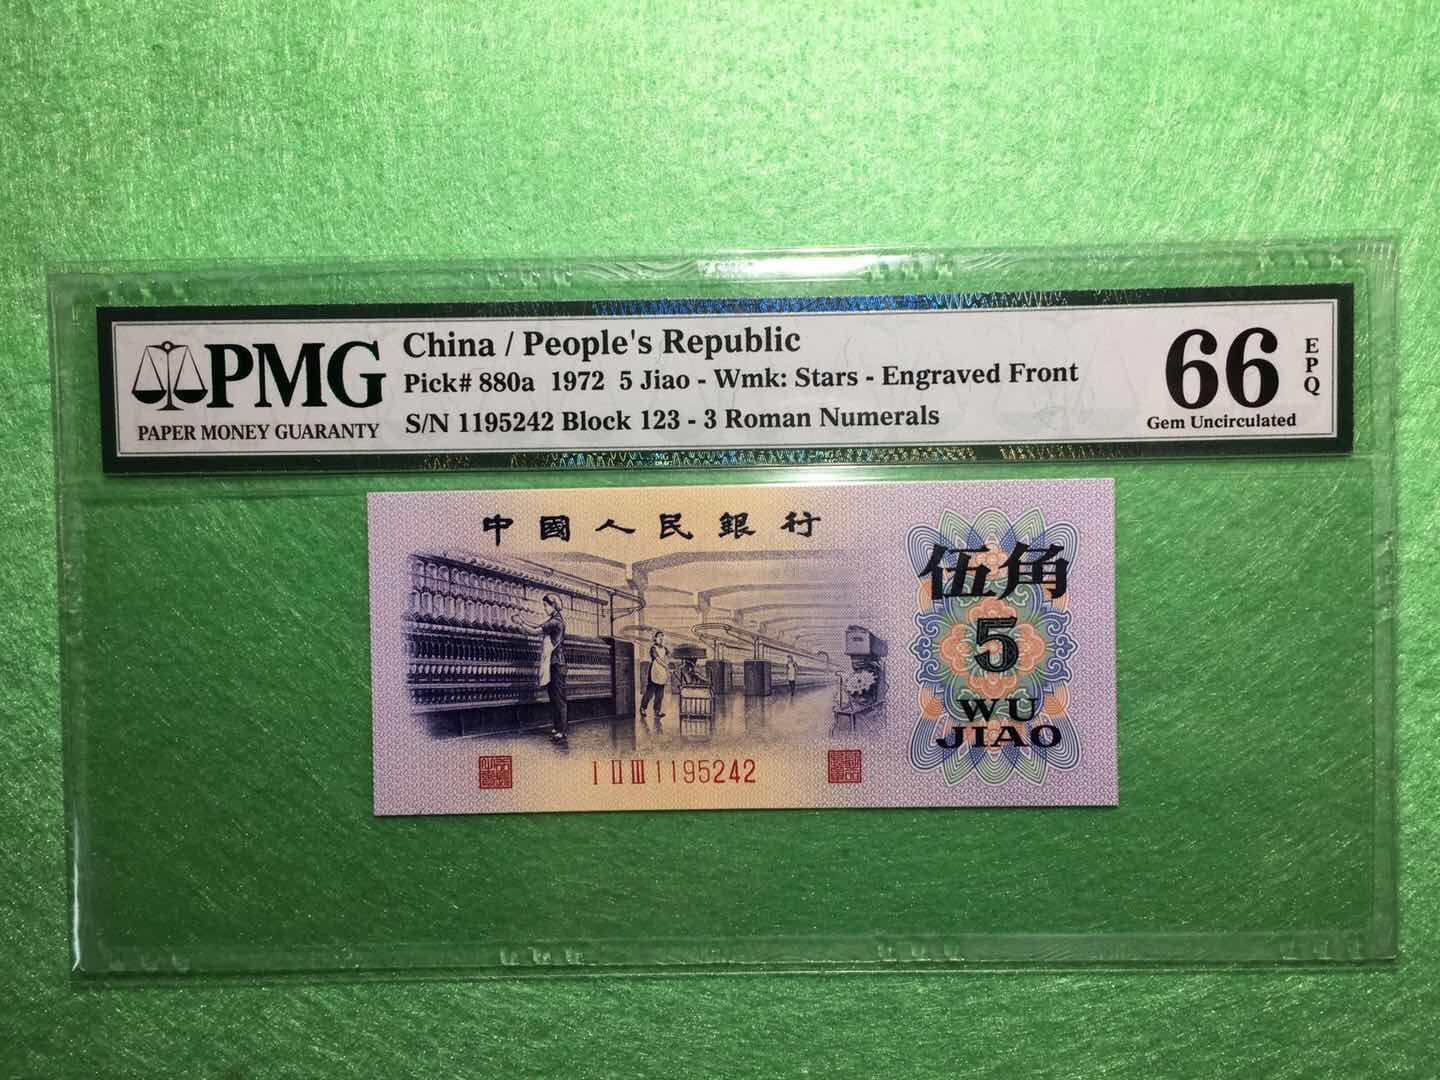 PMG
PAPER MONEY GUARANTY
China / People's Republic
Pick# 880a 1972 5 Jiao - Wmk: Stars - Engraved Front
S/N 1195242 Block 123 - 3 Roman Numerals
66
EPQ
Gem Uncirculated
中國人民銀行
伍角
5
WU
JIAO
I II III 1195242